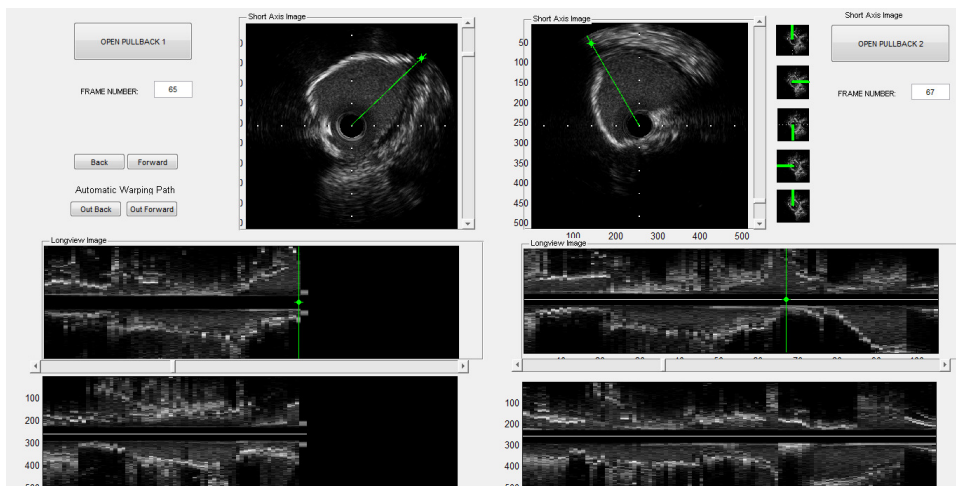 Short Axis Image
Short Axis Image
Short Axis Image
OPEN PULLBACK 1
OPEN PULLBACK 2
FRAME NUMBER:
65
FRAME NUMBER:
67
50
100
150
200
250
300
350
400
450
500
100
200
300
400
500
Back
Forward
Automatic Warping Path
Out Back
Out Forward
Longview Image
Longview Image
100
200
300
400
100
200
300
400